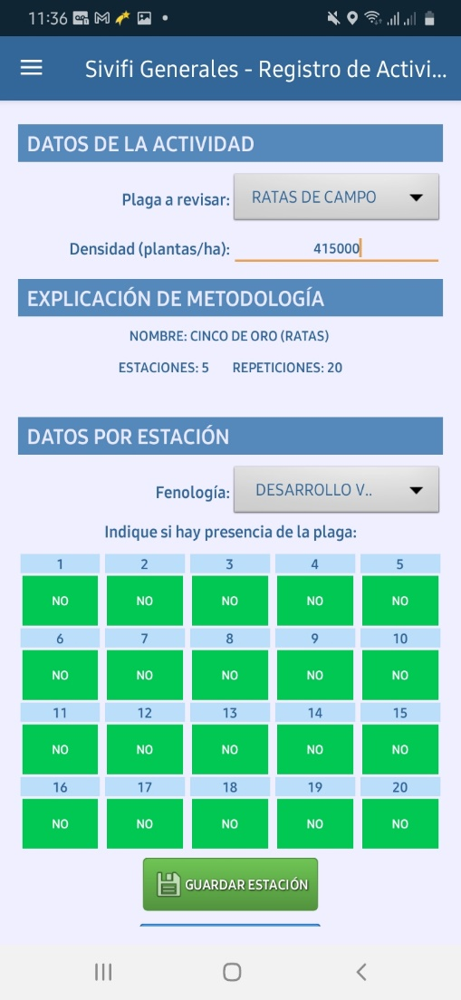 11:36
Sivifi Generales - Registro de Activi...
DATOS DE LA ACTIVIDAD
Plaga a revisar: RATAS DE CAMPO
Densidad (plantas/ha): 415000
EXPLICACIÓN DE METODOLOGÍA
NOMBRE: CINCO DE ORO (RATAS)
ESTACIONES: 5 REPETICIONES: 20
DATOS POR ESTACIÓN
Fenología: DESARROLLO V..
Indique si hay presencia de la plaga:
1 2 3 4 5
NO NO NO NO NO
6 7 8 9 10
NO NO NO NO NO
11 12 13 14 15
NO NO NO NO NO
16 17 18 19 20
NO NO NO NO NO
GUARDAR ESTACIÓN